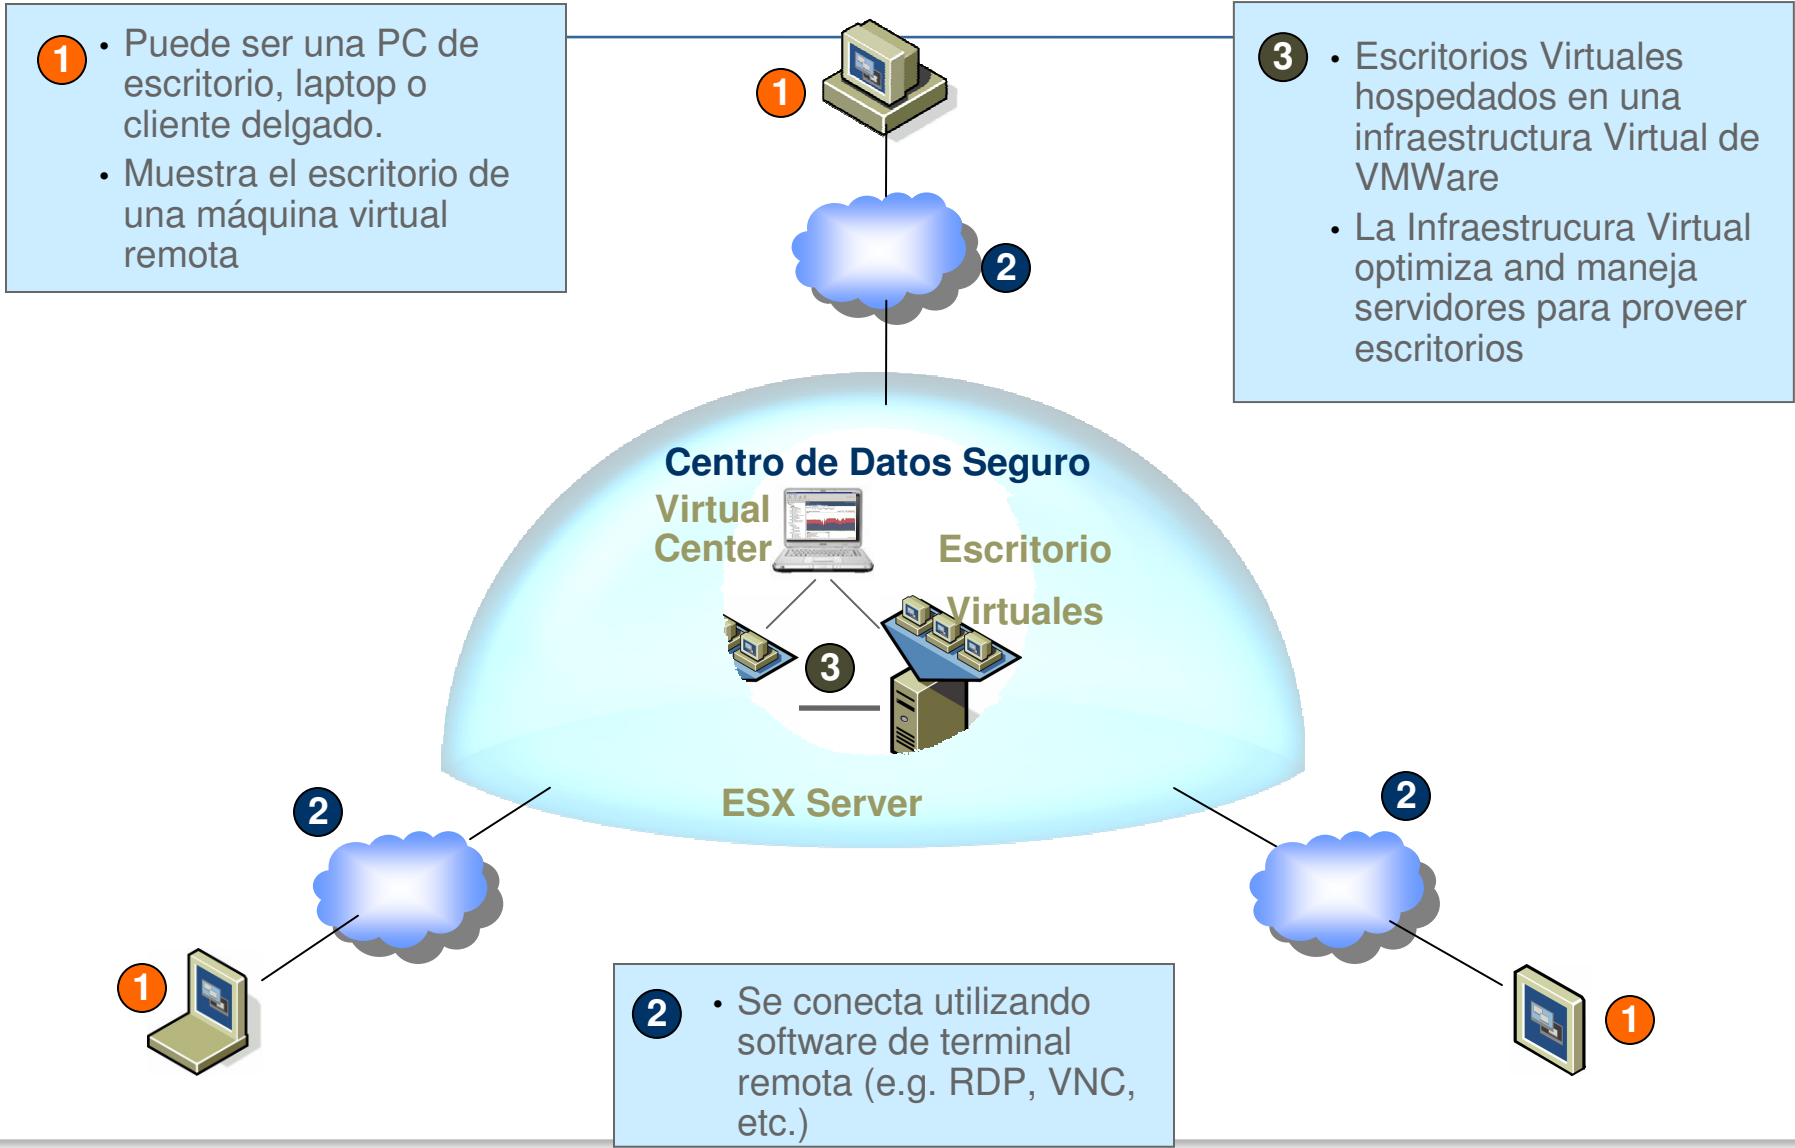 1
• Puede ser una PC de
escritorio, laptop o
cliente delgado.
• Muestra el escritorio de
una máquina virtual
remota
1
2
3
• Escritorios Virtuales
hospedados en una
infraestructura Virtual de
VMWare
• La Infraestrucura Virtual
optimiza and maneja
servidores para proveer
escritorios
Centro de Datos Seguro
Virtual
Center
Escritorio
Virtuales
3
ESX Server
2
2
1
1
2
• Se conecta utilizando
software de terminal
remota (e.g. RDP, VNC,
etc.)